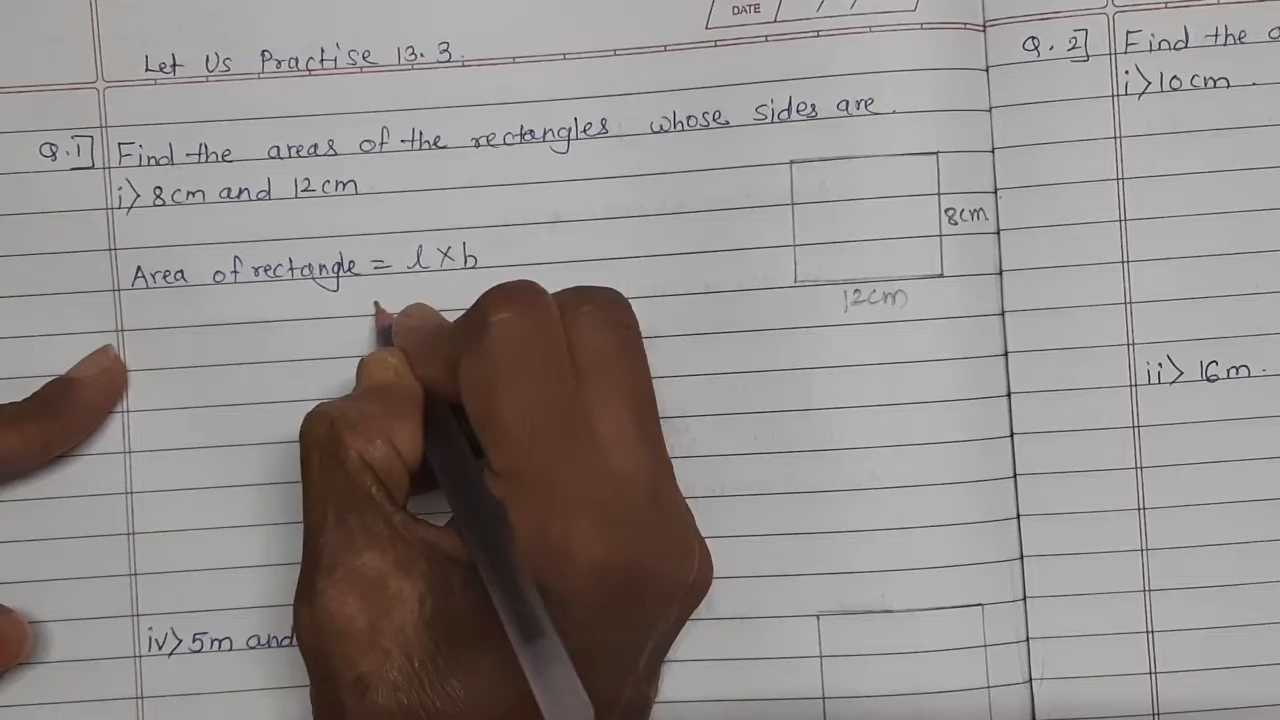 DATE
Let Us Practise 13.3.
Q.1] Find the areas of the rectangles whose sides are.
i> 8cm and 12cm
8cm
Area of rectangle = l × b
12cm
iv> 5m and
Q.2] Find the
i> 10cm.
ii> 16m.